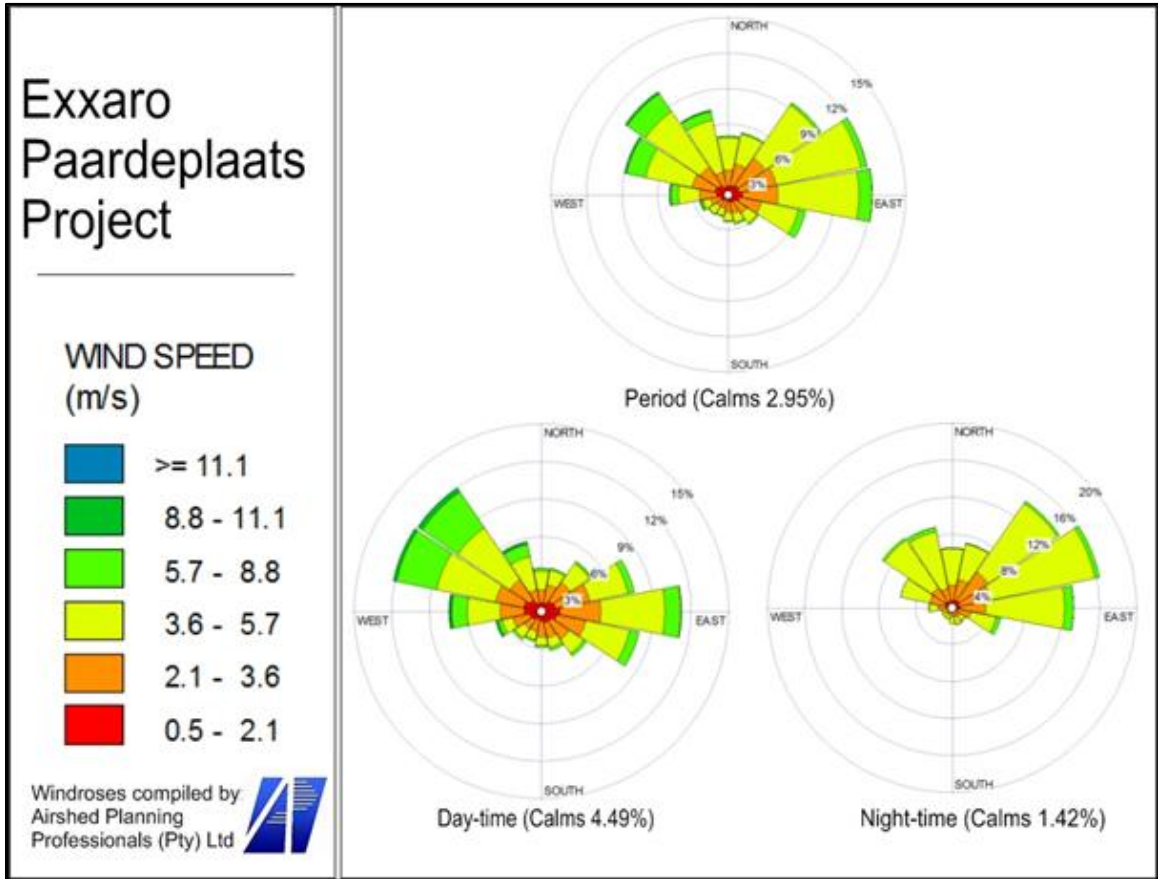 Exxaro
Paardeplaats
Project
WIND SPEED
(m/s)
>= 11.1
8.8 - 11.1
5.7 - 8.8
3.6 - 5.7
2.1 - 3.6
0.5 - 2.1
Windroses compiled by
Airshed Planning
Professionals (Pty) Ltd
AP
NORTH
15%
12%
9%
6%
3%
WEST
EAST
SOUTH
Period (Calms 2.95%)
NORTH
15%
12%
9%
6%
3%
WEST
EAST
SOUTH
Day-time (Calms 4.49%)
NORTH
20%
16%
12%
8%
4%
WEST
EAST
SOUTH
Night-time (Calms 1.42%)